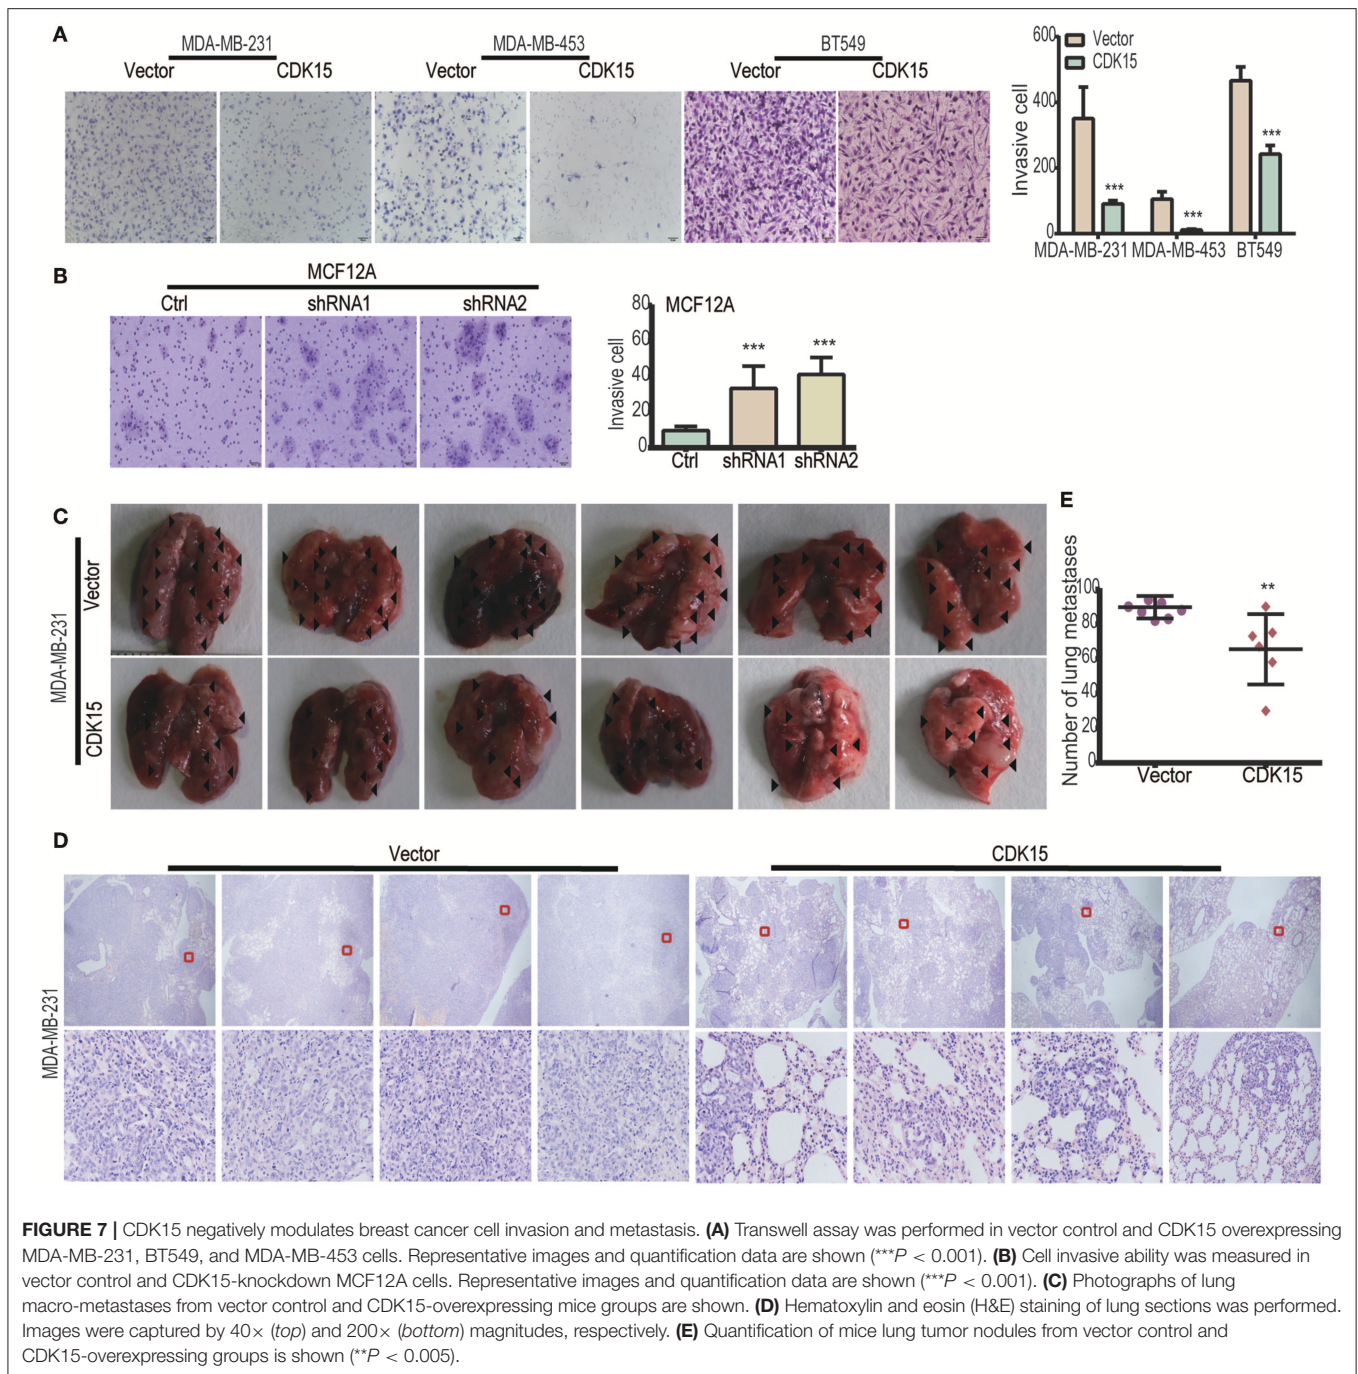 A
MDA-MB-231
MDA-MB-453
BT549
Vector CDK15 Vector CDK15 Vector CDK15
600
400
200
0
Invasive cell
Vector
CDK15
***
***
***
MDA-MB-231 MDA-MB-453 BT549
B
MCF12A
Ctrl shRNA1 shRNA2
80
60
40
20
0
Invasive cell
MCF12A
***
***
Ctrl shRNA1 shRNA2
C
MDA-MB-231
Vector
CDK15
E
Number of lung metastases
100
80
60
40
20
0
**
Vector CDK15
D
Vector
CDK15
MDA-MB-231
FIGURE 7 | CDK15 negatively modulates breast cancer cell invasion and metastasis. (A) Transwell assay was performed in vector control and CDK15 overexpressing
MDA-MB-231, BT549, and MDA-MB-453 cells. Representative images and quantification data are shown (***P < 0.001). (B) Cell invasive ability was measured in
vector control and CDK15-knockdown MCF12A cells. Representative images and quantification data are shown (***P < 0.001). (C) Photographs of lung
macro-metastases from vector control and CDK15-overexpressing mice groups are shown. (D) Hematoxylin and eosin (H&E) staining of lung sections was performed.
Images were captured by 40× (top) and 200× (bottom) magnitudes, respectively. (E) Quantification of mice lung tumor nodules from vector control and
CDK15-overexpressing groups is shown (**P < 0.005).